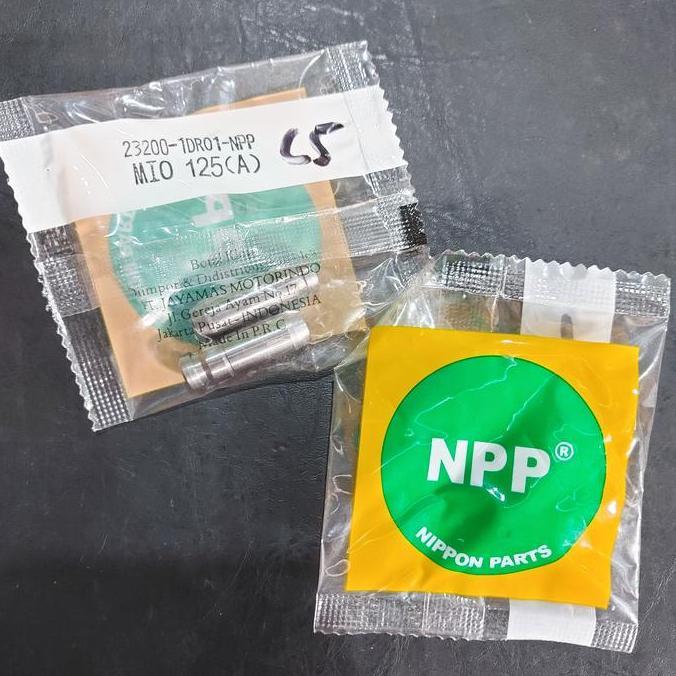 23200-1DR01-NPP
MIO 125(A)
C5
Diimpor & Didistri
PT. JAYAMAS MOTORINDO
Jl. Gereja Ayam No. 17
Jakarta Pusat - INDONESIA
Made In P.R.C
NPP®
NIPPON PARTS